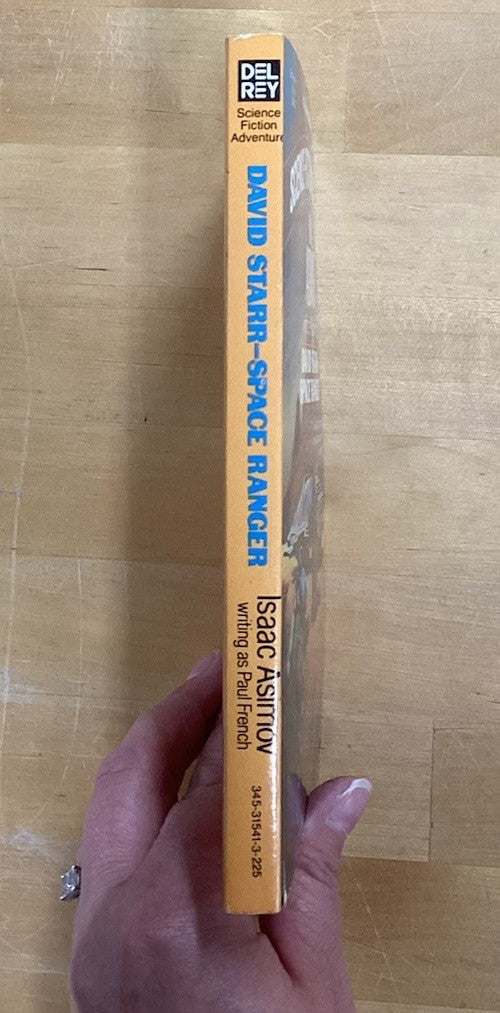 DEL
REY
Science
Fiction
Adventure
DAVID STARR–SPACE RANGER
Isaac Asimov
writing as Paul French
345-31541-3-225